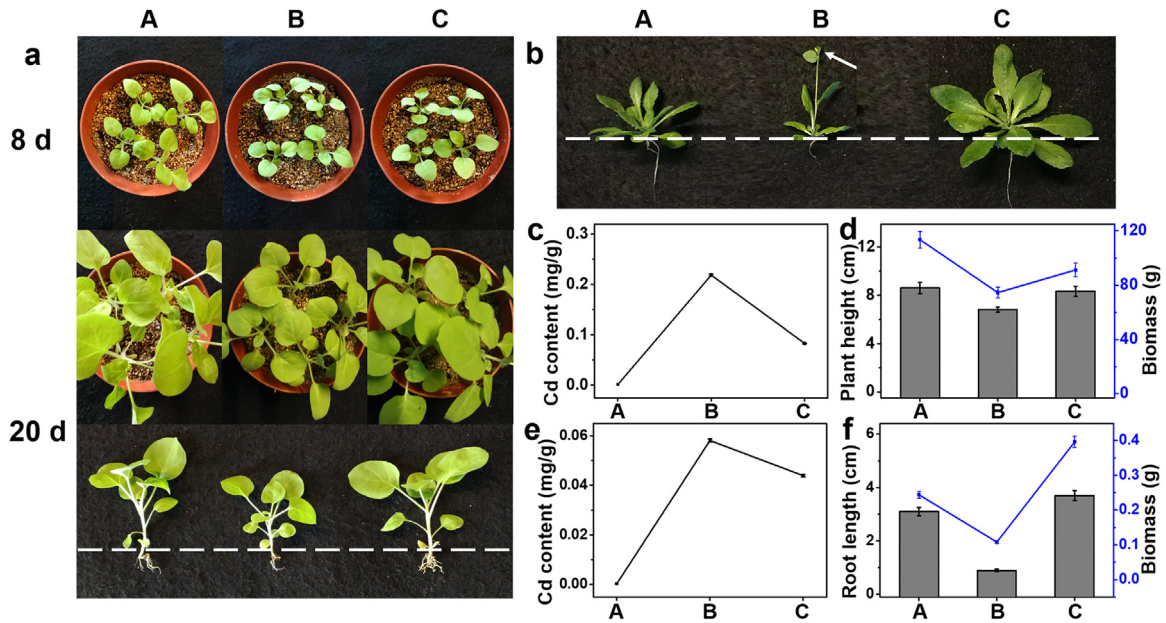 A B C
a
8 d
20 d
A B C
b
c
Cd content (mg/g)
0.3
0.2
0.1
0.0
A B C
d
Plant height (cm)
12
8
4
0
120
80
40
0
Biomass (g)
A B C
e
Cd content (mg/g)
0.06
0.04
0.02
0.00
A B C
f
Root length (cm)
6
4
2
0
0.4
0.3
0.2
0.1
0.0
Biomass (g)
A B C